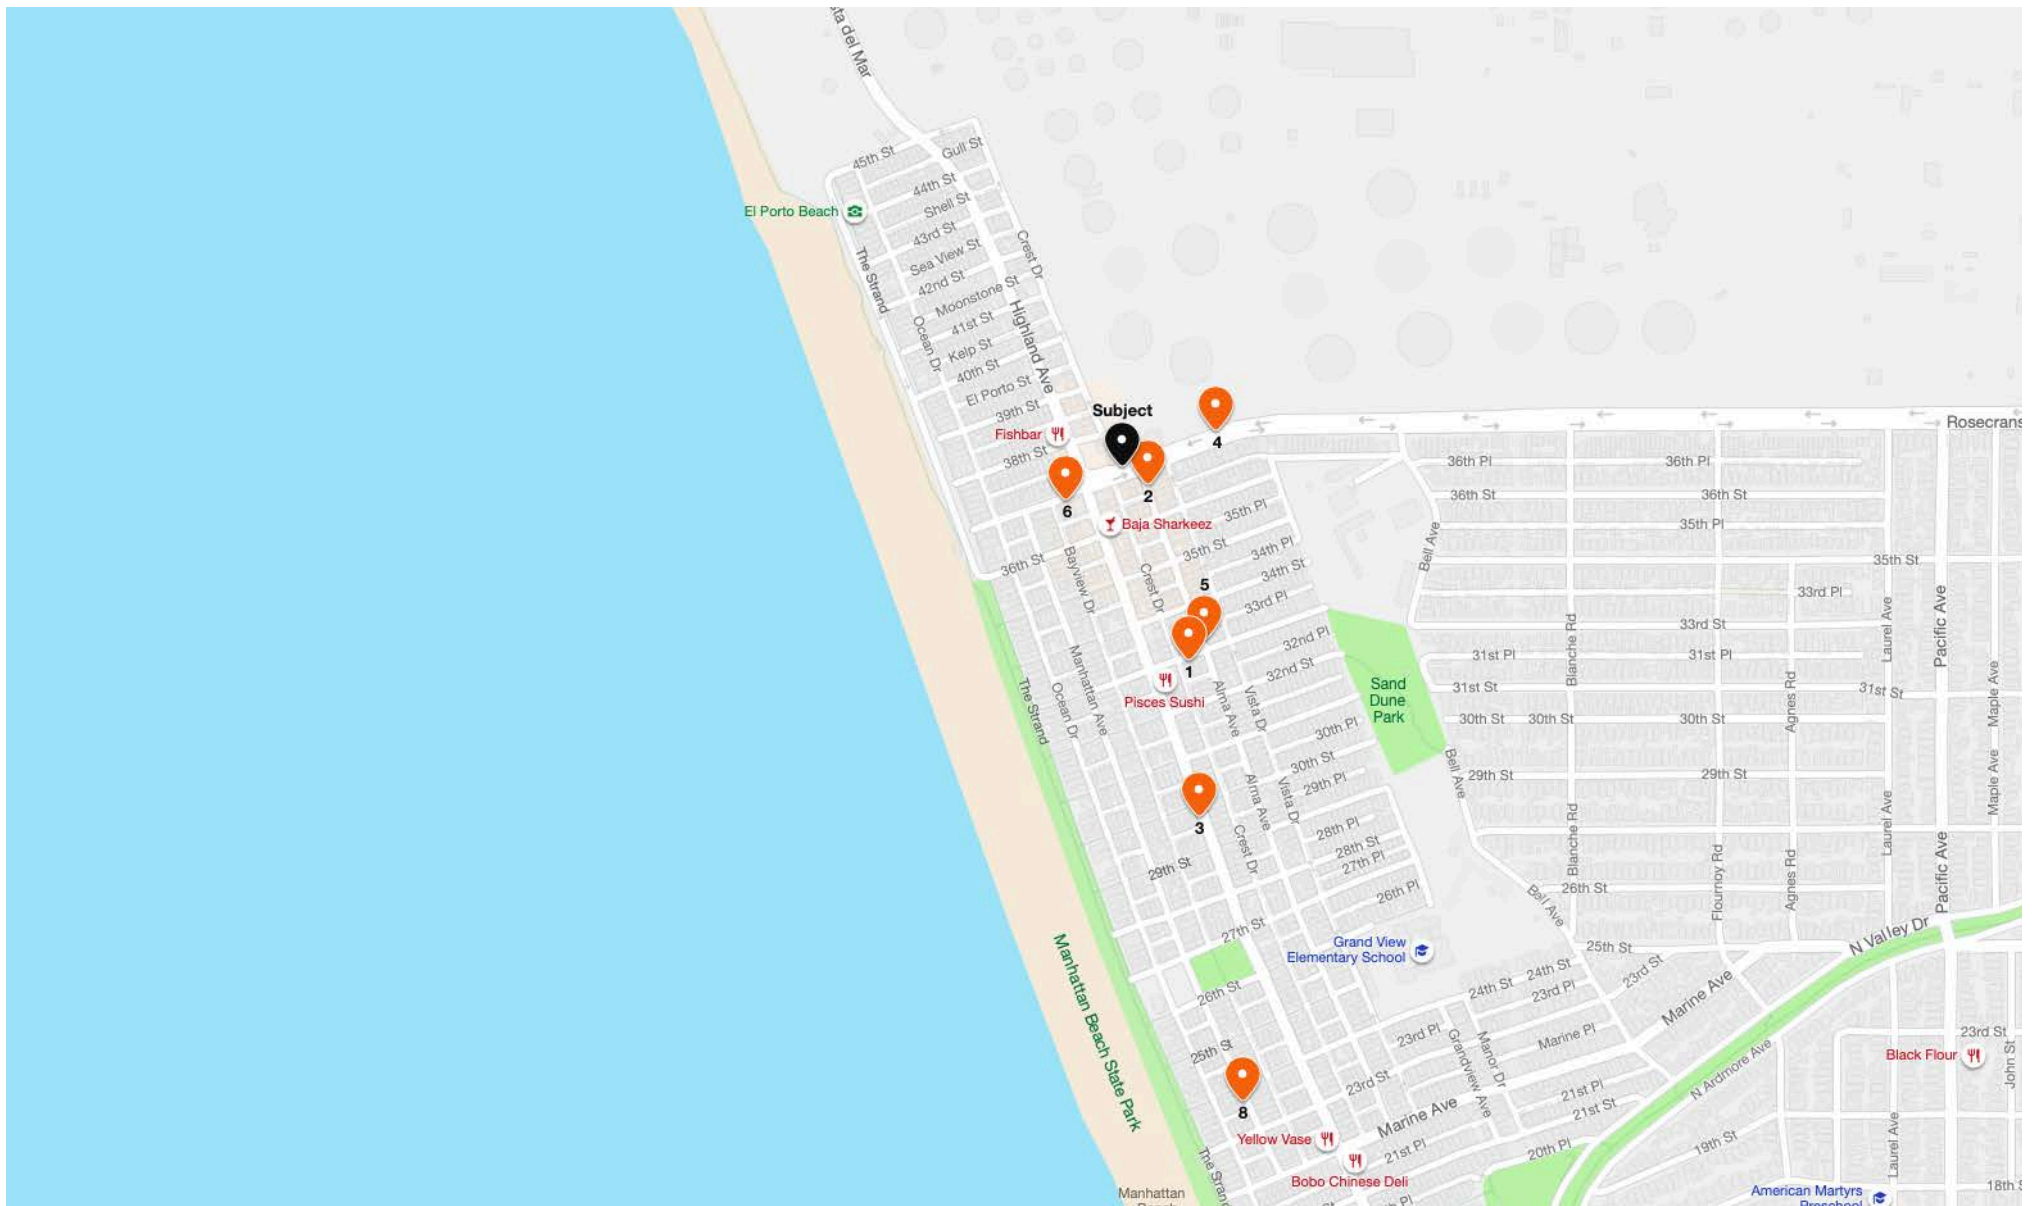 45th St
Gull St
44th St
Shell St
43rd St
Sea View St
42nd St
Moonstone St
41st St
Kelp St
40th St
El Porto St
39th St
38th St
El Porto Beach
The Strand
Ocean Dr
Highland Ave
Crest Dr
Fishbar
Subject
4
2
6
Rosecrans
Baja Sharkeez
36th Pl
36th Pl
36th St
36th St
35th Pl
35th Pl
35th St
35th St
34th Pl
34th St
36th St
Bayview Dr
Crest Dr
Bell Ave
5
33rd Pl
33rd Pl
33rd St
32nd Pl
32nd St
1
Pisces Sushi
Manhattan Ave
Ocean Dr
The Strand
Alma Ave
Vista Dr
Sand
Dune
Park
31st Pl
31st Pl
31st St
31st St
30th St
30th St
30th St
Blanche Rd
Agnes Rd
Laurel Ave
Pacific Ave
Maple Ave
30th Pl
30th St
29th Pl
29th St
29th St
Bell Ave
Maple Ave
3
Alma Ave
Vista Dr
Crest Dr
28th Pl
28th St
27th Pl
26th Pl
29th St
27th St
26th St
Blanche Rd
Flournoy Rd
Agnes Rd
Laurel Ave
Pacific Ave
26th St
Bell Ave
25th St
N Valley Dr
Grand View
Elementary School
24th St
24th St
23rd Pl
23rd St
Marine Ave
Manhattan Beach State Park
25th St
8
23rd Pl
23rd St
Grandview Ave
Manor Dr
Marine Pl
Marine Ave
21st Pl
21st St
N Ardmore Ave
23rd St
John St
Black Flour
Yellow Vase
Bobo Chinese Deli
21st Pl
20th Pl
19th St
Laurel Ave
18th S
The Stran
Manhattan
American Martyrs
Preschool